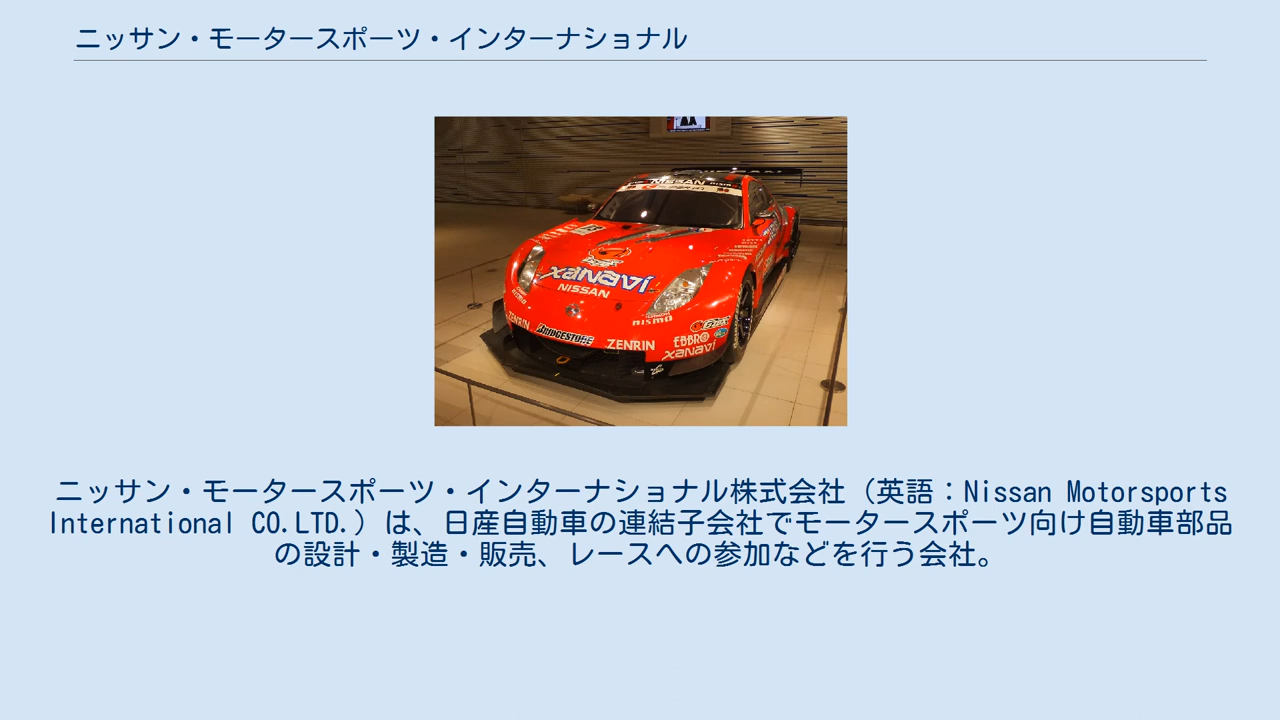 ニッサン・モータースポーツ・インターナショナル
NISSAN
xanavi
NISSAN
nismo
ZENRIN
BRIDGESTONE
ZENRIN
EBBRO
xanavi
ニッサン・モータースポーツ・インターナショナル株式会社（英語：Nissan Motorsports
International CO.LTD.）は、日産自動車の連結子会社でモータースポーツ向け自動車部品
の設計・製造・販売、レースへの参加などを行う会社。